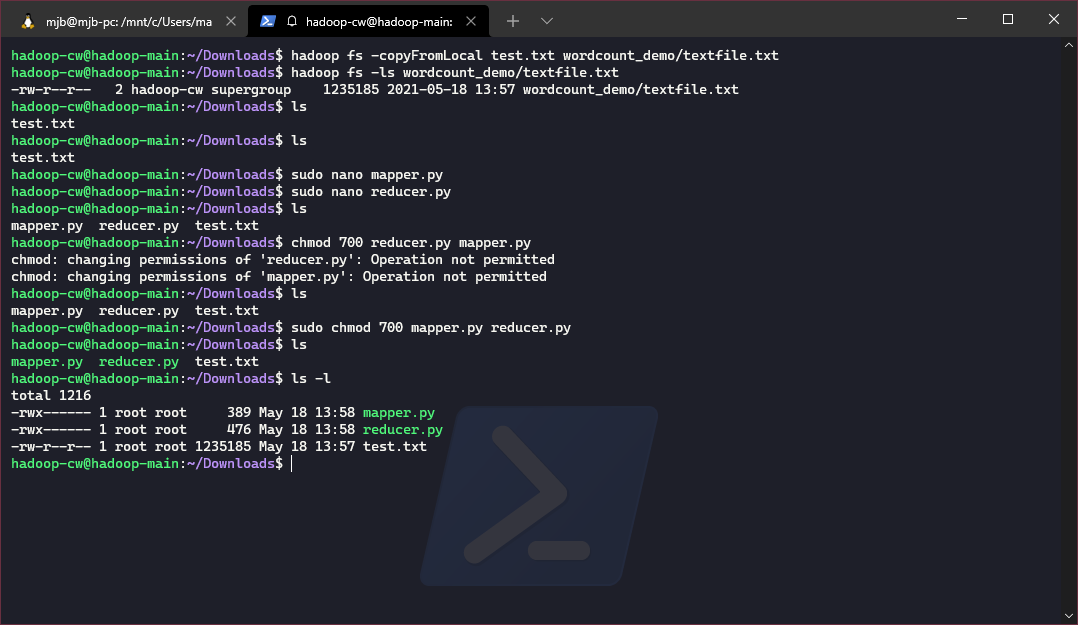 mjb@mjb-pc: /mnt/c/Users/ma
hadoop-cw@hadoop-main:
hadoop-cw@hadoop-main:~/Downloads$ hadoop fs -copyFromLocal test.txt wordcount_demo/textfile.txt
hadoop-cw@hadoop-main:~/Downloads$ hadoop fs -ls wordcount_demo/textfile.txt
-rw-r--r--   2 hadoop-cw supergroup    1235185 2021-05-18 13:57 wordcount_demo/textfile.txt
hadoop-cw@hadoop-main:~/Downloads$ ls
test.txt
hadoop-cw@hadoop-main:~/Downloads$ ls
test.txt
hadoop-cw@hadoop-main:~/Downloads$ sudo nano mapper.py
hadoop-cw@hadoop-main:~/Downloads$ sudo nano reducer.py
hadoop-cw@hadoop-main:~/Downloads$ ls
mapper.py  reducer.py  test.txt
hadoop-cw@hadoop-main:~/Downloads$ chmod 700 reducer.py mapper.py
chmod: changing permissions of 'reducer.py': Operation not permitted
chmod: changing permissions of 'mapper.py': Operation not permitted
hadoop-cw@hadoop-main:~/Downloads$ ls
mapper.py  reducer.py  test.txt
hadoop-cw@hadoop-main:~/Downloads$ sudo chmod 700 mapper.py reducer.py
hadoop-cw@hadoop-main:~/Downloads$ ls
mapper.py  reducer.py  test.txt
hadoop-cw@hadoop-main:~/Downloads$ ls -l
total 1216
-rwx------ 1 root root     389 May 18 13:58 mapper.py
-rwx------ 1 root root     476 May 18 13:58 reducer.py
-rw-r--r-- 1 root root 1235185 May 18 13:57 test.txt
hadoop-cw@hadoop-main:~/Downloads$